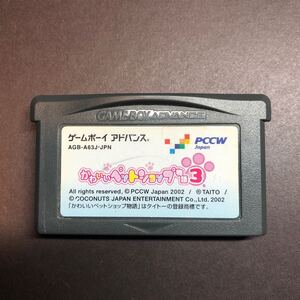 GAME BOY ADVANCE
ゲームボーイ アドバンス
AGB-A63J-JPN
PCCW
Japan
かわいいペットショップ物語3
All rights reserved, © PCCW Japan 2002 / ® TAITO /
© COCONUTS JAPAN ENTERTAINMENT CO., Ltd. 2002
「かわいいペットショップ物語」はタイトーの登録商標です。